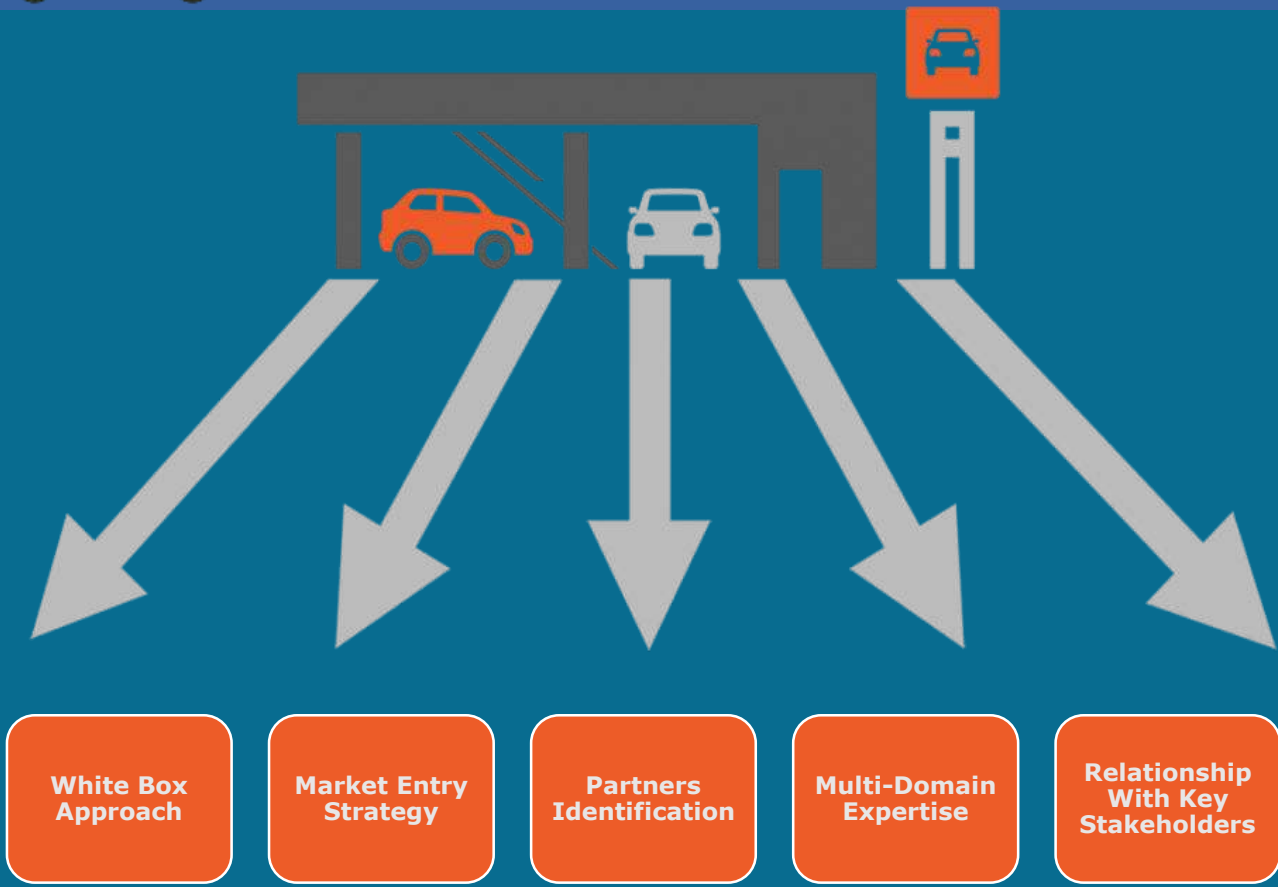 White Box
Approach
Market Entry
Strategy
Partners
Identification
Multi-Domain
Expertise
Relationship
With Key
Stakeholders